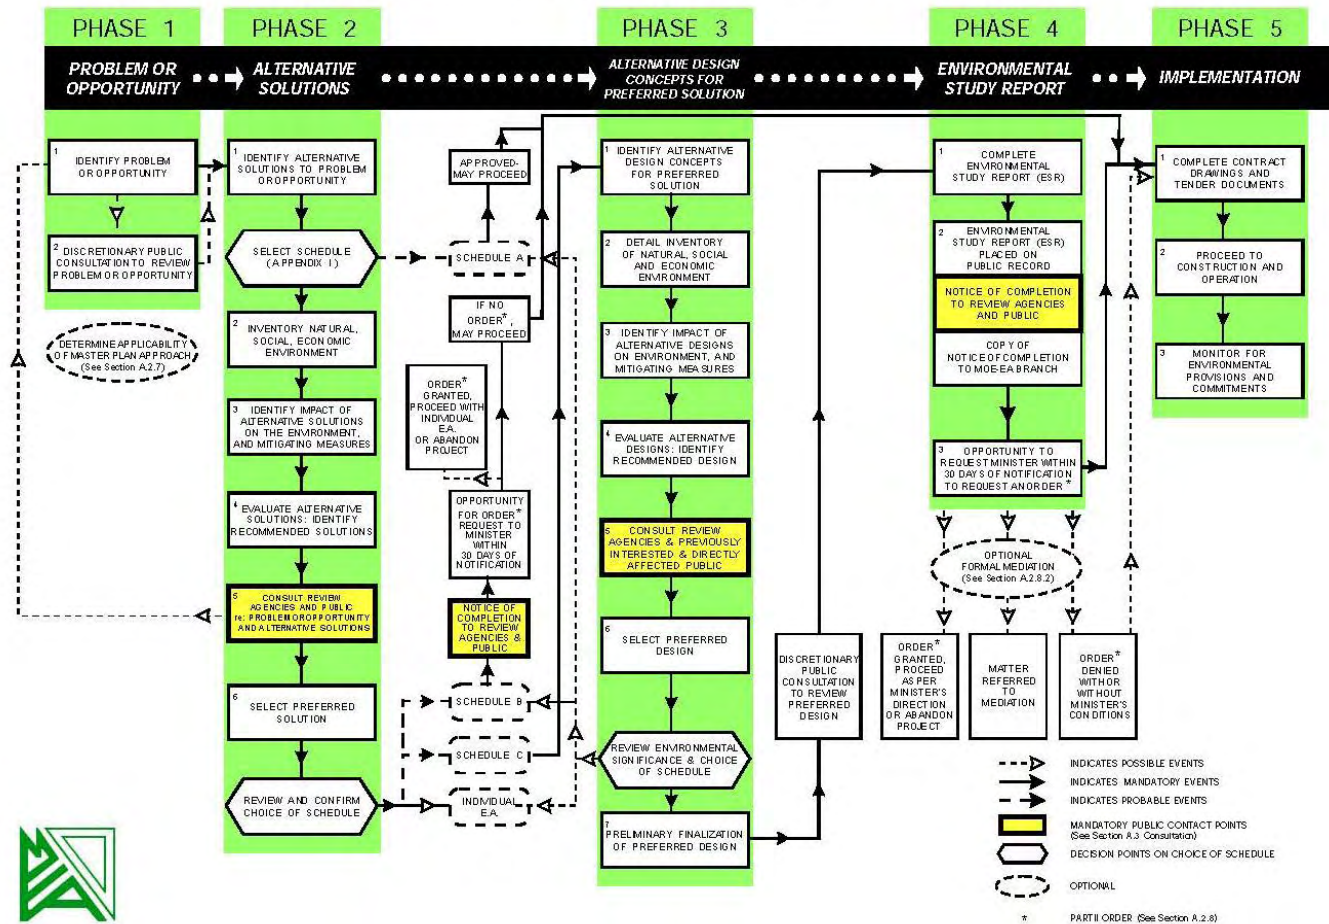 PHASE 1
PHASE 2
PHASE 3
PHASE 4
PHASE 5
PROBLEM OR
OPPORTUNITY
ALTERNATIVE
SOLUTIONS
ALTERNATIVE DESIGN
CONCEPTS FOR
PREFERRED SOLUTION
ENVIRONMENTAL
STUDY REPORT
IMPLEMENTATION
1
IDENTIFY PROBLEM
OR OPPORTUNITY
2
DISCRETIONARY PUBLIC
CONSULTATION TO REVIEW
PROBLEM OR OPPORTUNITY
DETERMINE APPLICABILITY
OF MASTER PLAN APPROACH
(See Section A.2.7)
1
IDENTIFY ALTERNATIVE
SOLUTIONS TO PROBLEM
OR OPPORTUNITY
SELECT SCHEDULE
(APPENDIX I)
2
INVENTORY NATURAL,
SOCIAL, ECONOMIC
ENVIRONMENT
3
IDENTIFY IMPACT OF
ALTERNATIVE SOLUTIONS
ON THE ENVIRONMENT,
AND MITIGATING MEASURES
4
EVALUATE ALTERNATIVE
SOLUTIONS: IDENTIFY
RECOMMENDED SOLUTIONS
5
CONSULT REVIEW
AGENCIES AND PUBLIC
re: PROBLEM OR OPPORTUNITY
AND ALTERNATIVE SOLUTIONS
6
SELECT PREFERRED
SOLUTION
REVIEW AND CONFIRM
CHOICE OF SCHEDULE
APPROVED-
MAY PROCEED
SCHEDULE A
IF NO
ORDER*,
MAY PROCEED
ORDER*
GRANTED,
PROCEED WITH
INDIVIDUAL
E.A.
OR ABANDON
PROJECT
OPPORTUNITY
FOR ORDER*
REQUEST TO
MINISTER
WITHIN
30 DAYS OF
NOTIFICATION
NOTICE OF
COMPLETION
TO REVIEW
AGENCIES &
PUBLIC
SCHEDULE B
SCHEDULE C
INDIVIDUAL
E.A.
1
IDENTIFY ALTERNATIVE
DESIGN CONCEPTS
FOR PREFERRED
SOLUTION
2
DETAIL INVENTORY
OF NATURAL, SOCIAL
AND ECONOMIC
ENVIRONMENT
3
IDENTIFY IMPACT OF
ALTERNATIVE DESIGNS
ON ENVIRONMENT, AND
MITIGATING MEASURES
4
EVALUATE ALTERNATIVE
DESIGNS: IDENTIFY
RECOMMENDED DESIGN
5
CONSULT REVIEW
AGENCIES & PREVIOUSLY
INTERESTED & DIRECTLY
AFFECTED PUBLIC
6
SELECT PREFERRED
DESIGN
REVIEW ENVIRONMENTAL
SIGNIFICANCE & CHOICE
OF SCHEDULE
7
PRELIMINARY FINALIZATION
OF PREFERRED DESIGN
DISCRETIONARY
PUBLIC
CONSULTATION
TO REVIEW
PREFERRED
DESIGN
1
COMPLETE
ENVIRONMENTAL
STUDY REPORT (ESR)
2
ENVIRONMENTAL
STUDY REPORT (ESR)
PLACED ON
PUBLIC RECORD
NOTICE OF COMPLETION
TO REVIEW AGENCIES
AND PUBLIC
COPY OF
NOTICE OF COMPLETION
TO MOE-EA BRANCH
3
OPPORTUNITY TO
REQUEST MINISTER WITHIN
30 DAYS OF NOTIFICATION
TO REQUEST AN ORDER*
OPTIONAL
FORMAL MEDIATION
(See Section A.2.8.2)
ORDER*
GRANTED,
PROCEED
AS PER
MINISTER'S
DIRECTION
OR ABANDON
PROJECT
MATTER
REFERRED
TO
MEDIATION
ORDER*
DENIED WITH OR
WITHOUT
MINISTER'S
CONDITIONS
1
COMPLETE CONTRACT
DRAWINGS AND
TENDER DOCUMENTS
2
PROCEED TO
CONSTRUCTION AND
OPERATION
3
MONITOR FOR
ENVIRONMENTAL
PROVISIONS AND
COMMITMENTS
INDICATES POSSIBLE EVENTS
INDICATES MANDATORY EVENTS
INDICATES PROBABLE EVENTS
MANDATORY PUBLIC CONTACT POINTS
(See Section A.3 Consultation)
DECISION POINTS ON CHOICE OF SCHEDULE
OPTIONAL
* PART II ORDER (See Section A.2.8)
MEA